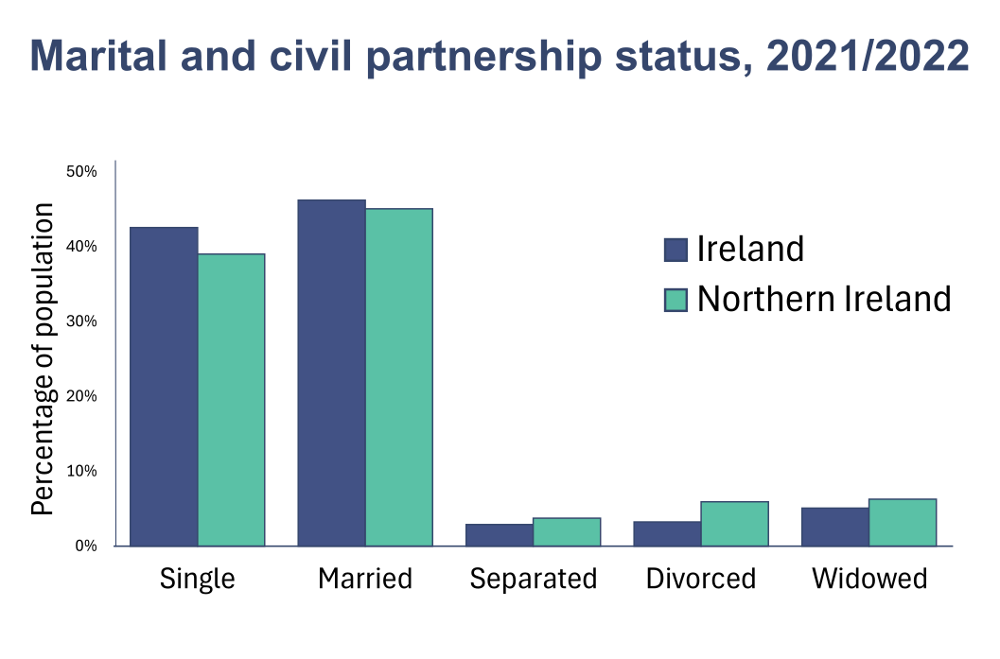 Marital and civil partnership status, 2021/2022
Percentage of population
50%
40%
30%
20%
10%
0%
Ireland
Northern Ireland
Single
Married
Separated
Divorced
Widowed